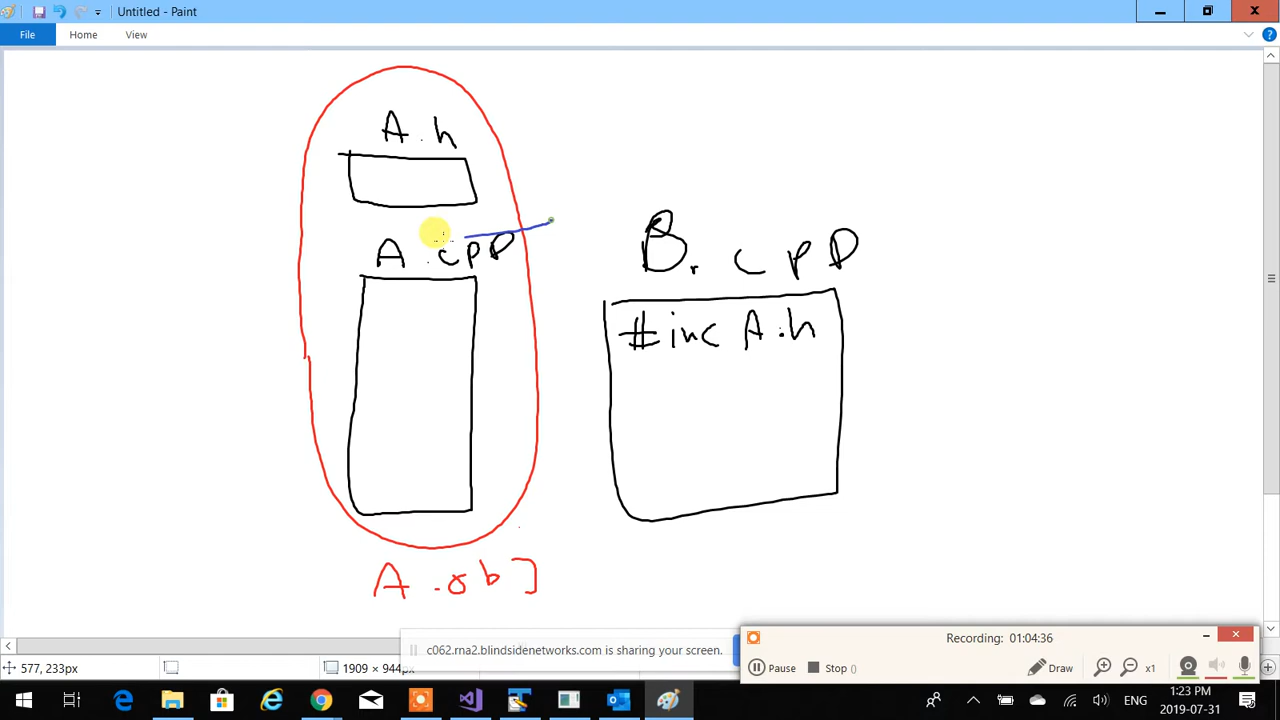 Untitled - Paint
File Home View
A.h
A.cpp
B.cpp
#inc A.h
A.obj
Recording: 01:04:36
c062.rna2.blindsidenetworks.com is sharing your screen.
Pause Stop () Draw x1
577, 233px 1909 × 944px
ENG 1:23 PM
2019-07-31